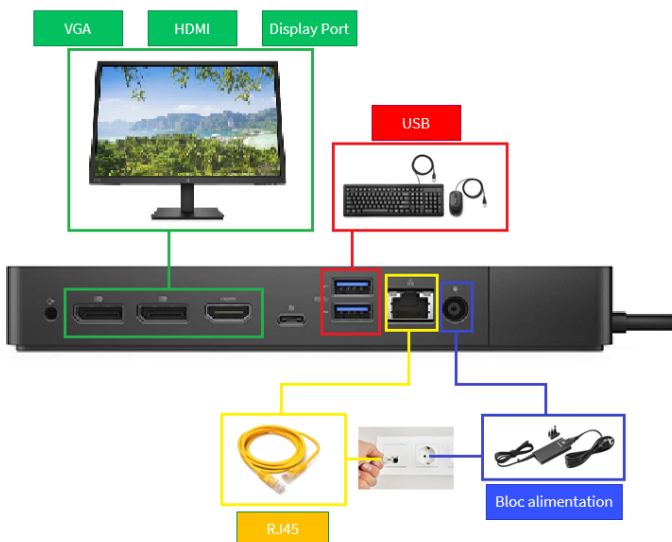 VGA
HDMI
Display Port
USB
RJ45
Bloc alimentation